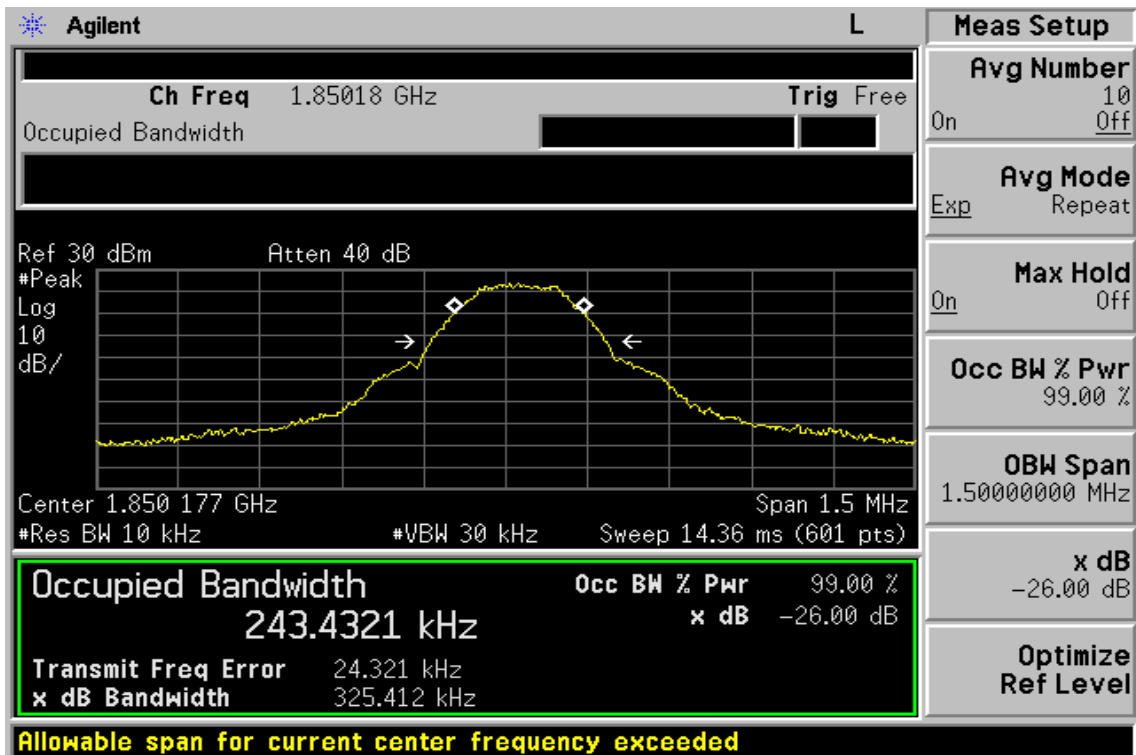 Agilent L
Ch Freq 1.85018 GHz Trig Free
Occupied Bandwidth
Ref 30 dBm Atten 40 dB
#Peak
Log
10
dB/
Center 1.850 177 GHz Span 1.5 MHz
#Res BW 10 kHz #VBW 30 kHz Sweep 14.36 ms (601 pts)
Occupied Bandwidth Occ BW % Pwr 99.00 %
243.4321 kHz x dB -26.00 dB
Transmit Freq Error 24.321 kHz
x dB Bandwidth 325.412 kHz
Allowable span for current center frequency exceeded
Meas Setup
Avg Number
10
On Off
Avg Mode
Exp Repeat
Max Hold
On Off
Occ BW % Pwr
99.00 %
OBW Span
1.50000000 MHz
x dB
-26.00 dB
Optimize
Ref Level